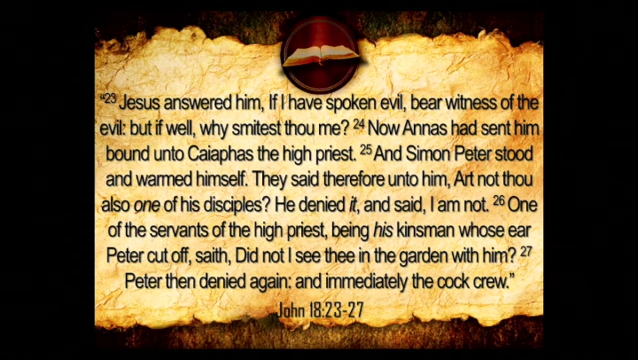 “23 Jesus answered him, If I have spoken evil, bear witness of the
evil: but if well, why smitest thou me? 24 Now Annas had sent him
bound unto Caiaphas the high priest. 25 And Simon Peter stood
and warmed himself. They said therefore unto him, Art not thou
also one of his disciples? He denied it, and said, I am not. 26 One
of the servants of the high priest, being his kinsman whose ear
Peter cut off, saith, Did not I see thee in the garden with him? 27
Peter then denied again: and immediately the cock crew.”
John 18:23-27